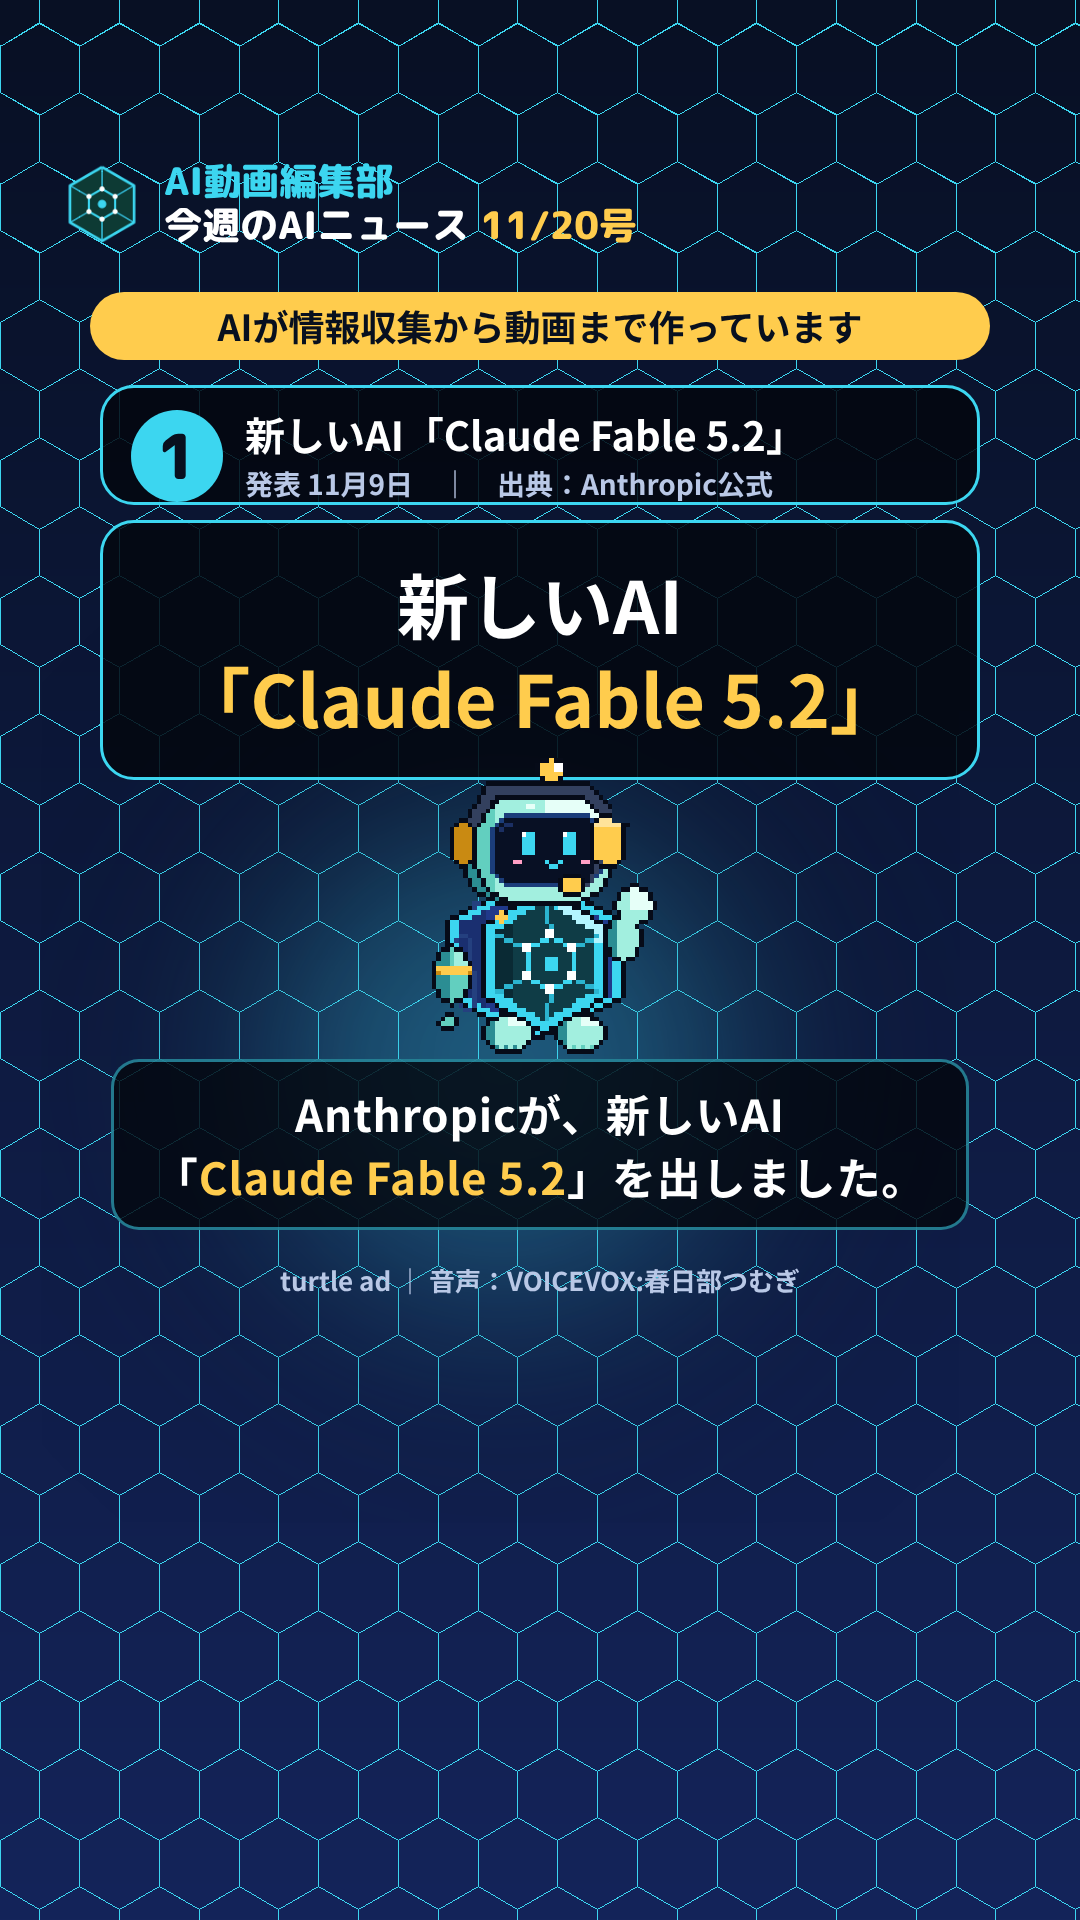 AI動画編集部
今週のAIニュース 11/20号
AIが情報収集から動画まで作っています
1
新しいAI「Claude Fable 5.2」
発表 11月9日 ｜ 出典：Anthropic公式
新しいAI
「Claude Fable 5.2」
Anthropicが、新しいAI
「Claude Fable 5.2」を出しました。
turtle ad ｜ 音声：VOICEVOX:春日部つむぎ